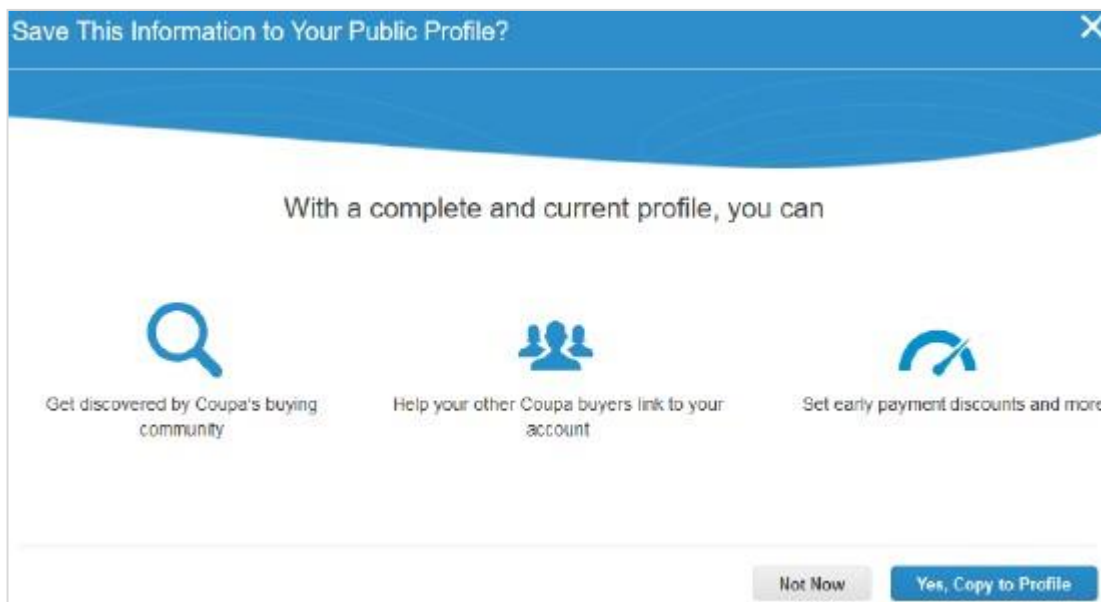 Save This Information to Your Public Profile?
With a complete and current profile, you can
Get discovered by Coupa's buying
community
Help your other Coupa buyers link to your
account
Set early payment discounts and more
Not Now
Yes, Copy to Profile